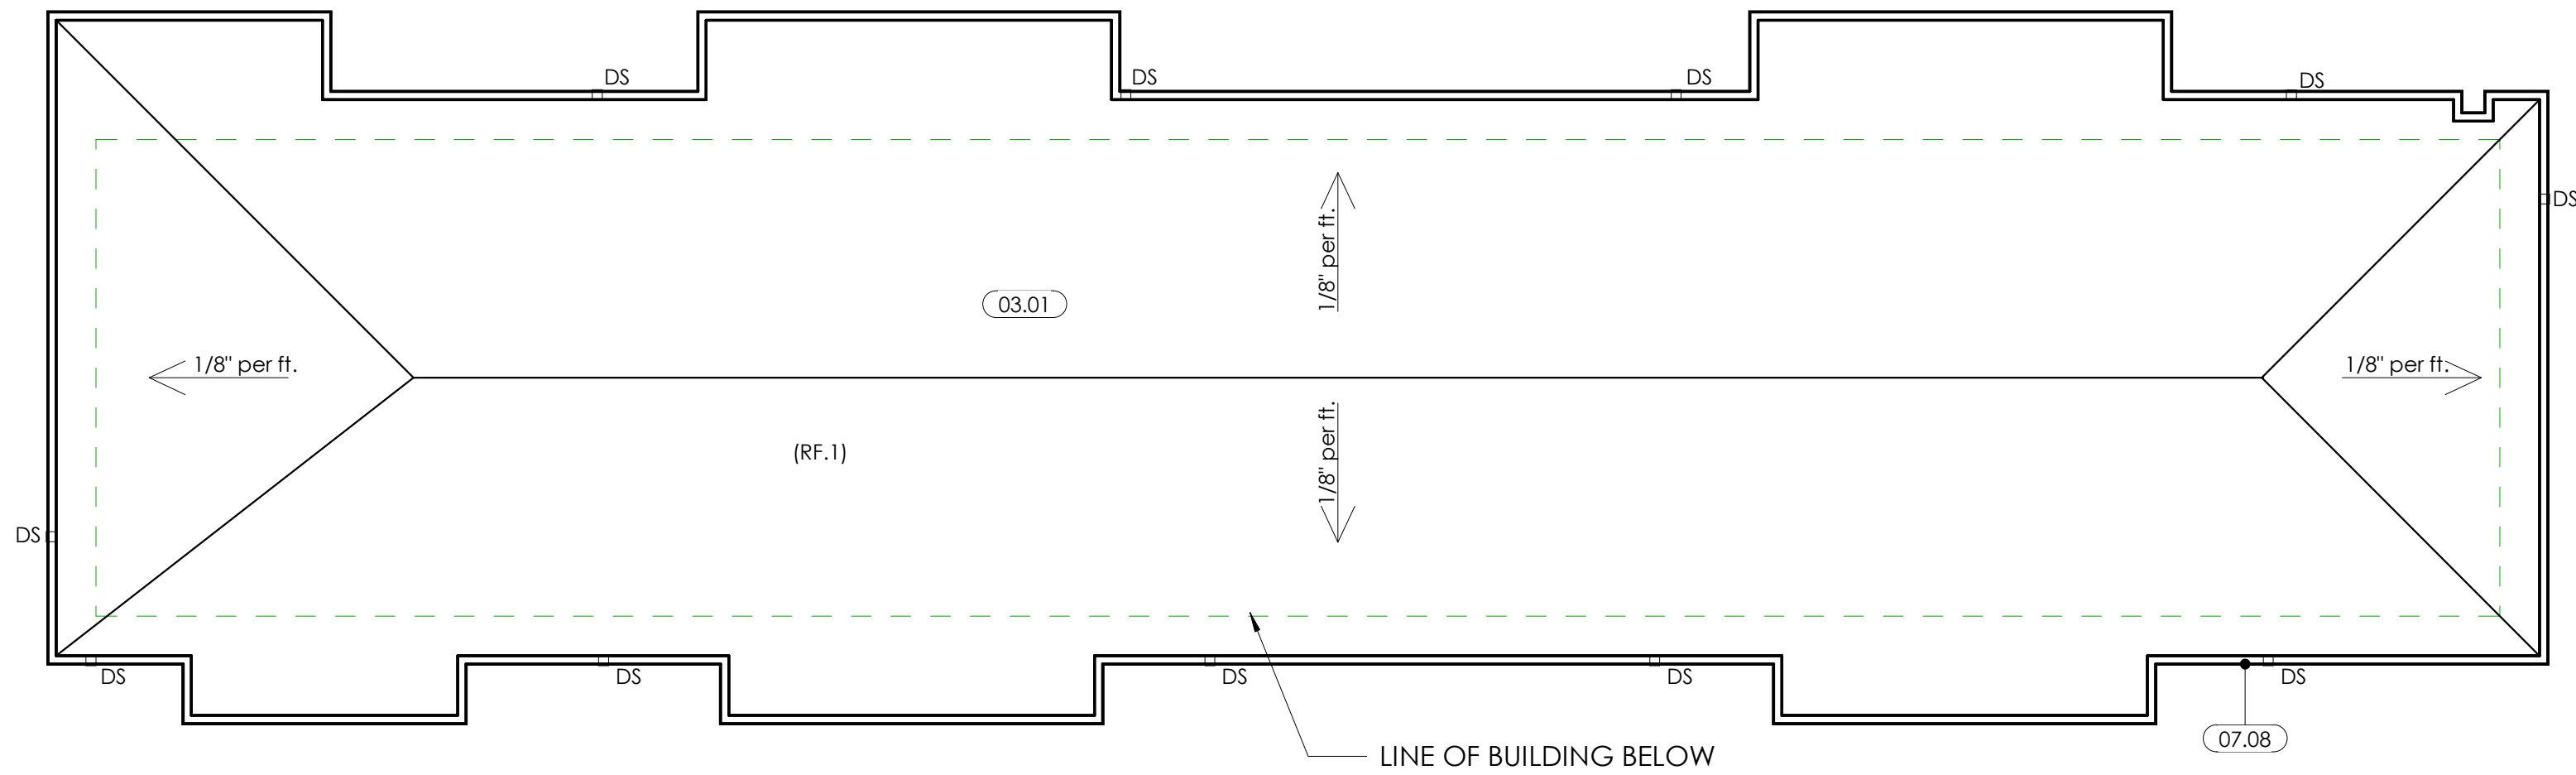 DS
DS
DS
DS
DS
1/8" per ft.
03.01
1/8" per ft.
1/8" per ft.
1/8" per ft.
(RF.1)
DS
DS
DS
DS
DS
DS
07.08
LINE OF BUILDING BELOW